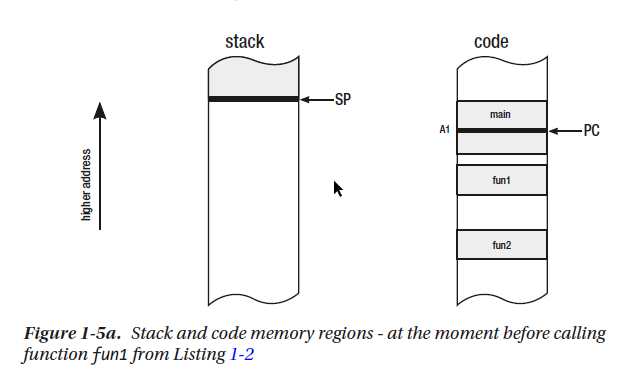 stack
code
SP
main
A1
PC
higher address
fun1
fun2
Figure 1-5a. Stack and code memory regions - at the moment before calling
function fun1 from Listing 1-2